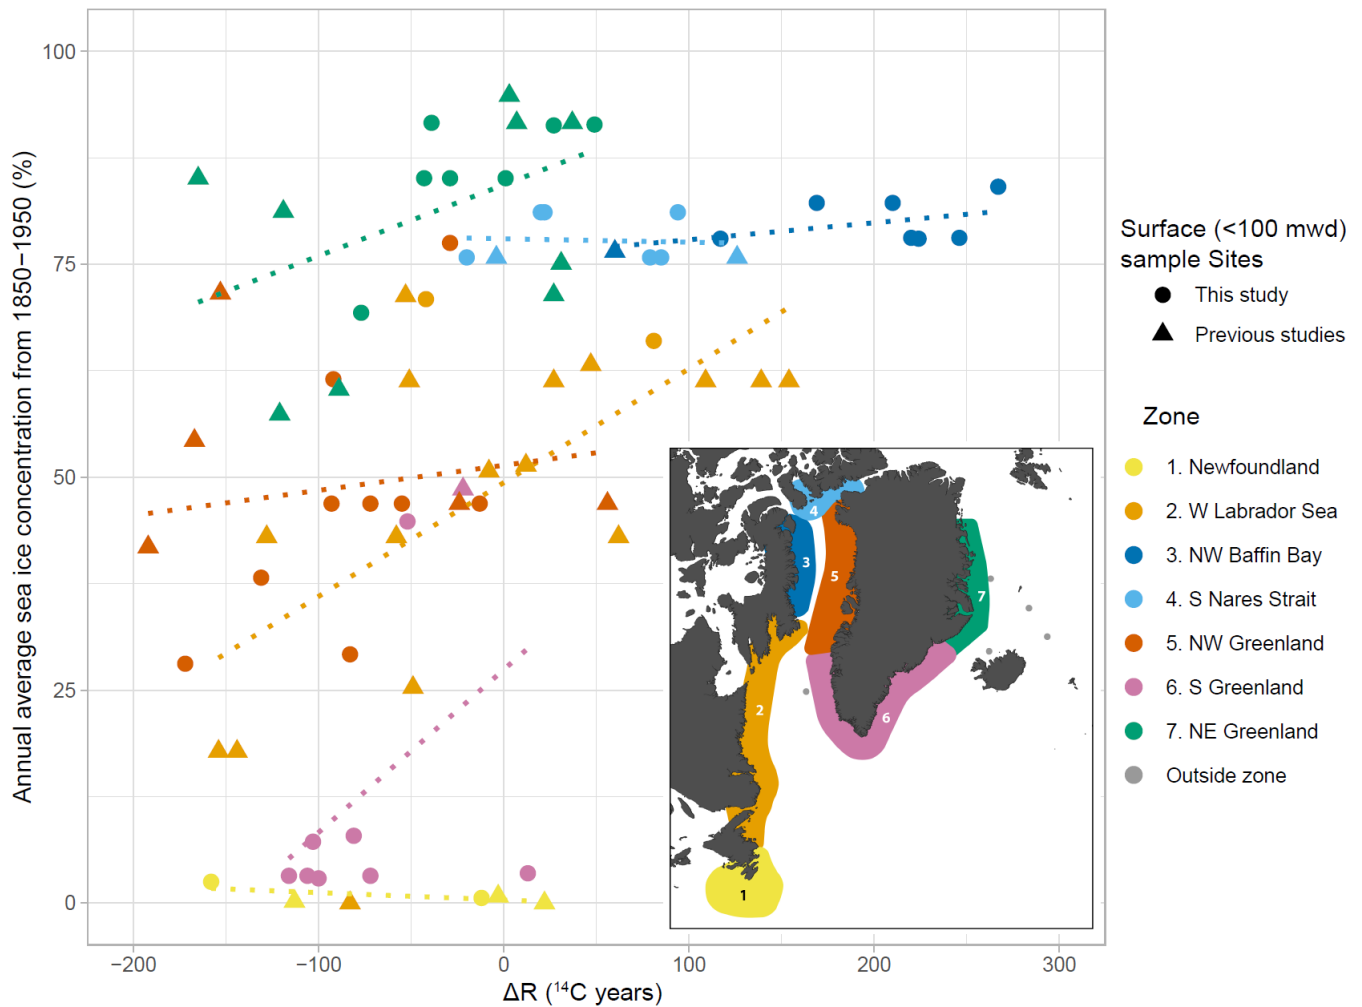 Annual average sea ice concentration from 1850−1950 (%)
100
75
50
25
0
−200
−100
0
100
200
300
ΔR (¹⁴C years)
4
3
5
7
2
6
1
Surface (<100 mwd)
sample Sites
This study
Previous studies
Zone
1. Newfoundland
2. W Labrador Sea
3. NW Baffin Bay
4. S Nares Strait
5. NW Greenland
6. S Greenland
7. NE Greenland
Outside zone